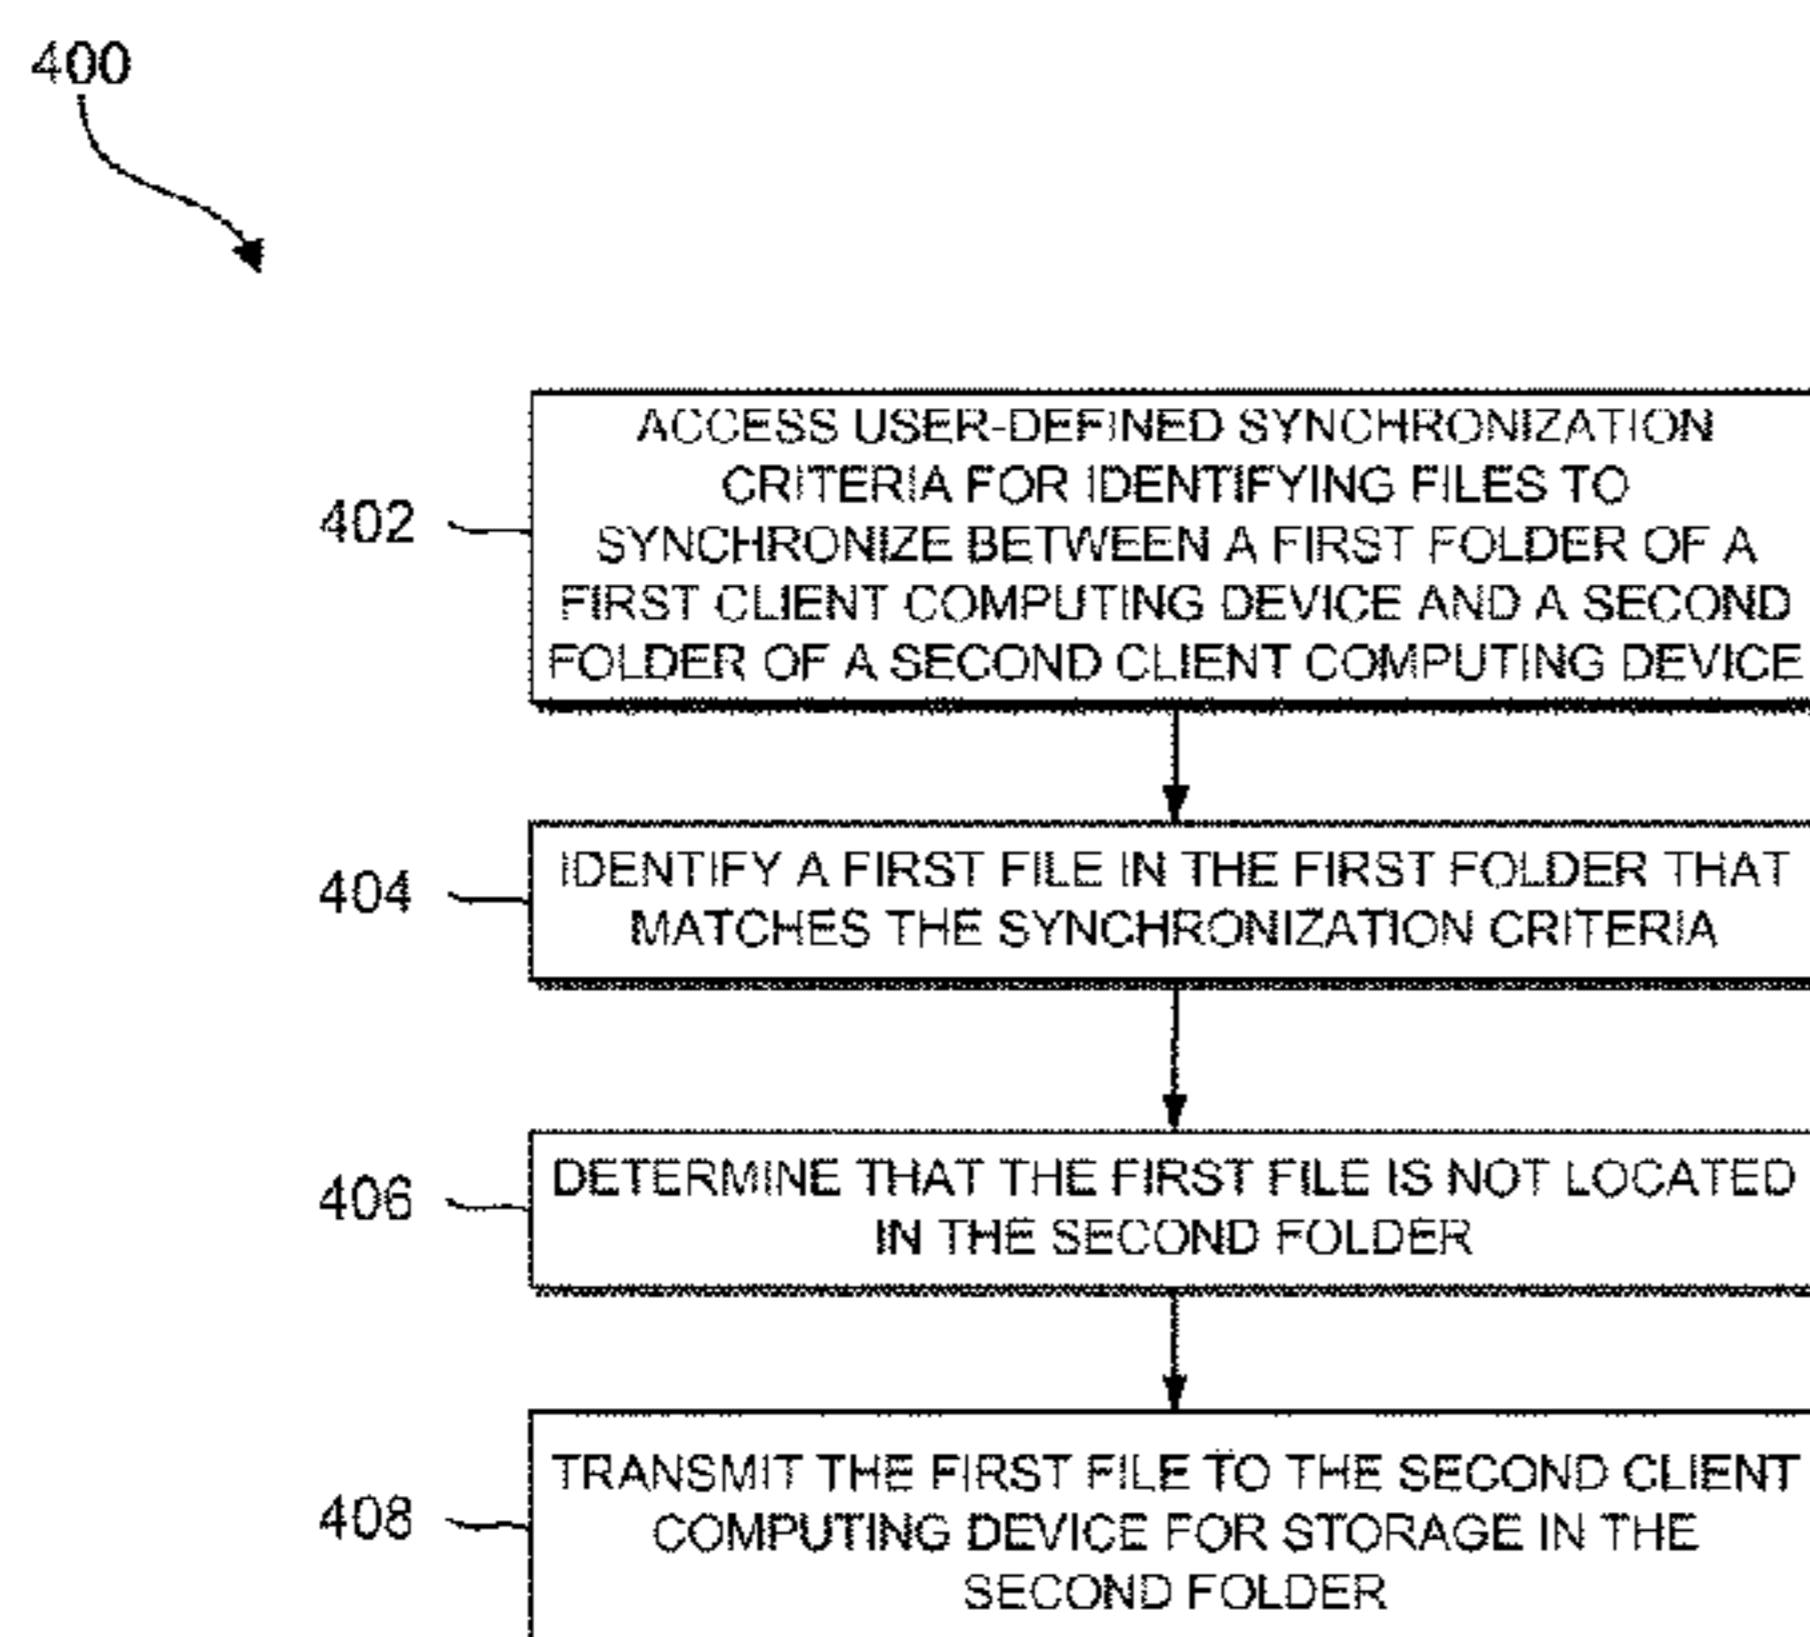 400
402
ACCESS USER-DEFINED SYNCHRONIZATION
CRITERIA FOR IDENTIFYING FILES TO
SYNCHRONIZE BETWEEN A FIRST FOLDER OF A
FIRST CLIENT COMPUTING DEVICE AND A SECOND
FOLDER OF A SECOND CLIENT COMPUTING DEVICE
404
IDENTIFY A FIRST FILE IN THE FIRST FOLDER THAT
MATCHES THE SYNCHRONIZATION CRITERIA
406
DETERMINE THAT THE FIRST FILE IS NOT LOCATED
IN THE SECOND FOLDER
408
TRANSMIT THE FIRST FILE TO THE SECOND CLIENT
COMPUTING DEVICE FOR STORAGE IN THE
SECOND FOLDER